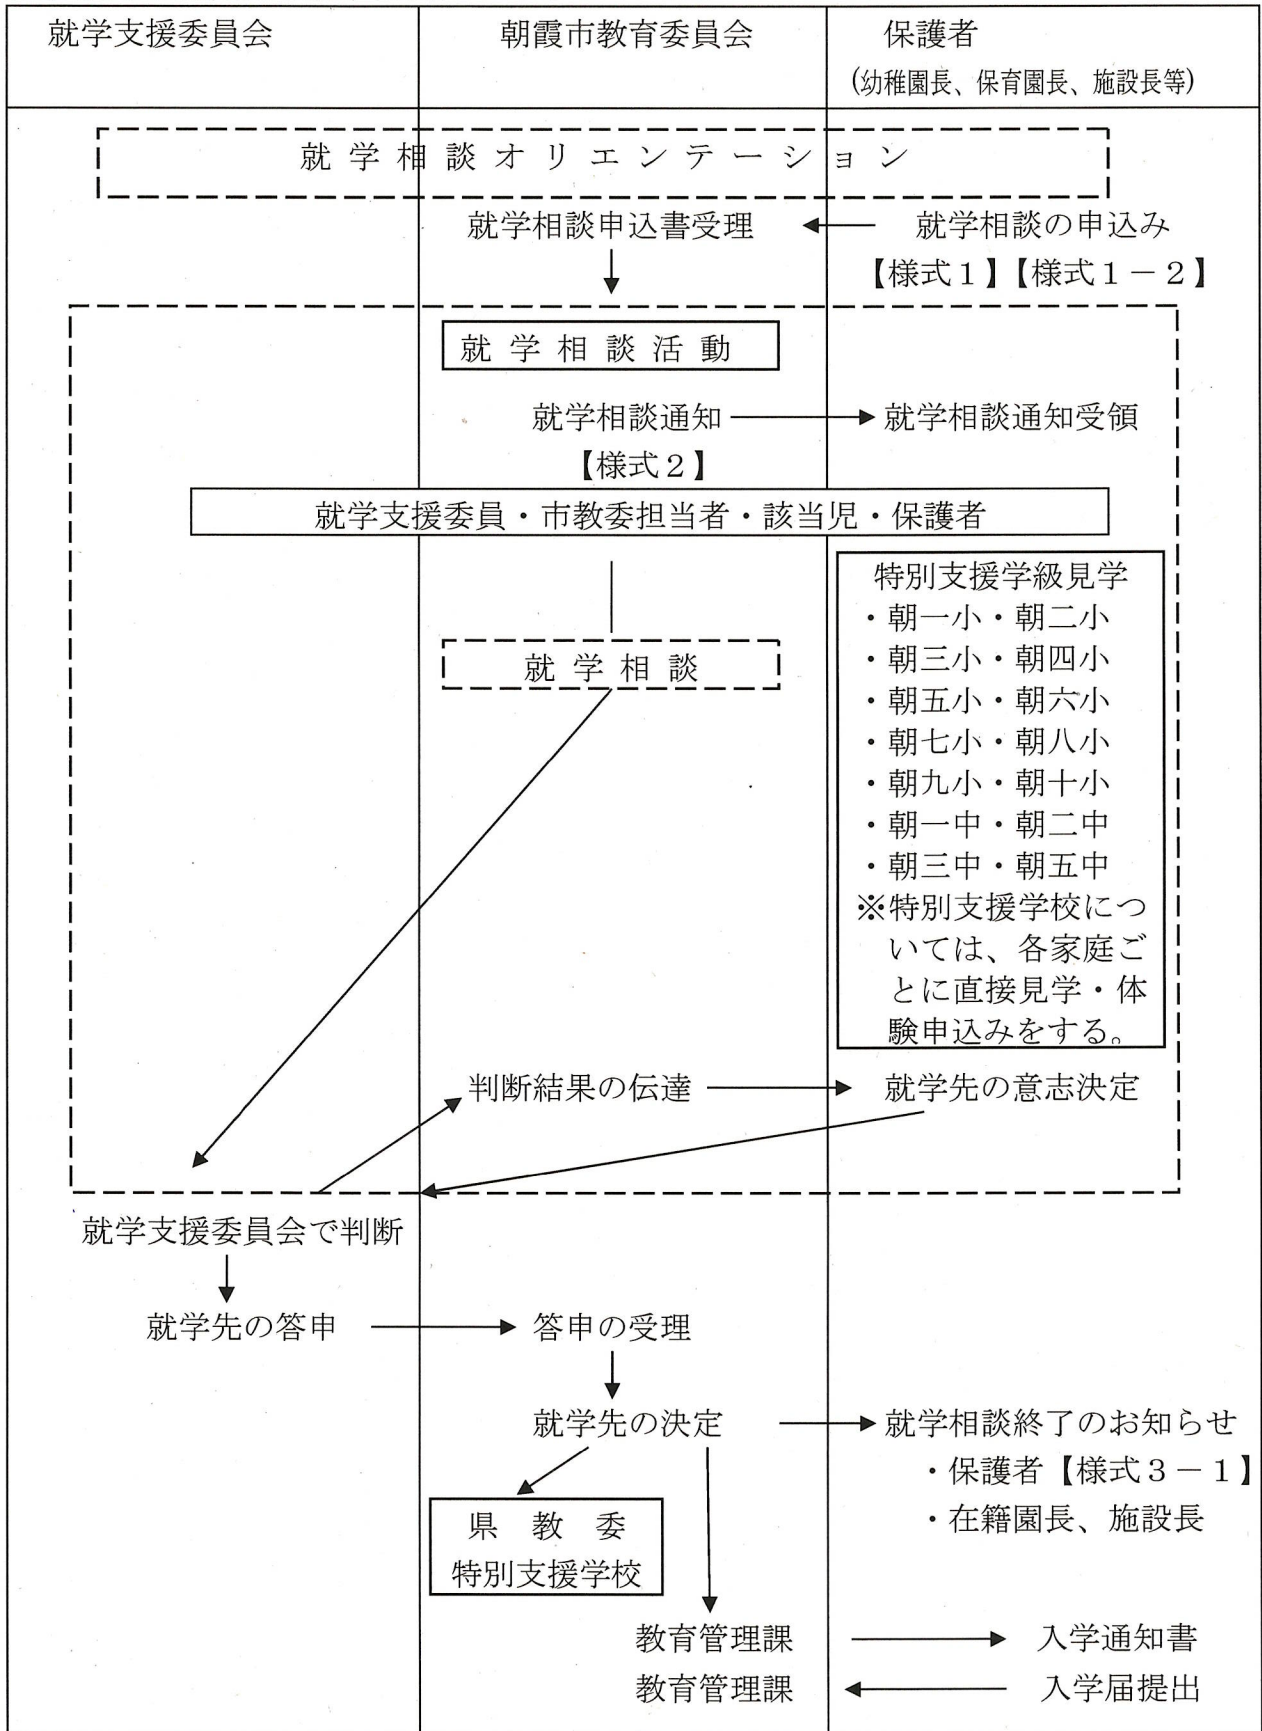 就学支援委員会
朝霞市教育委員会
保護者
(幼稚園長、保育園長、施設長等)
就学相談オリエンテーション
就学相談申込書受理
就学相談の申込み
【様式1】【様式1-2】
就学相談活動
就学相談通知
就学相談通知受領
【様式2】
就学支援委員・市教委担当者・該当児・保護者
特別支援学級見学
・朝一小・朝二小
・朝三小・朝四小
・朝五小・朝六小
・朝七小・朝八小
・朝九小・朝十小
・朝一中・朝二中
・朝三中・朝五中
※特別支援学校につ
いては、各家庭ご
とに直接見学・体
験申込みをする。
就学相談
判断結果の伝達
就学先の意志決定
就学支援委員会で判断
就学先の答申
答申の受理
就学先の決定
就学相談終了のお知らせ
・保護者【様式3-1】
・在籍園長、施設長
県教委
特別支援学校
教育管理課
入学通知書
教育管理課
入学届提出